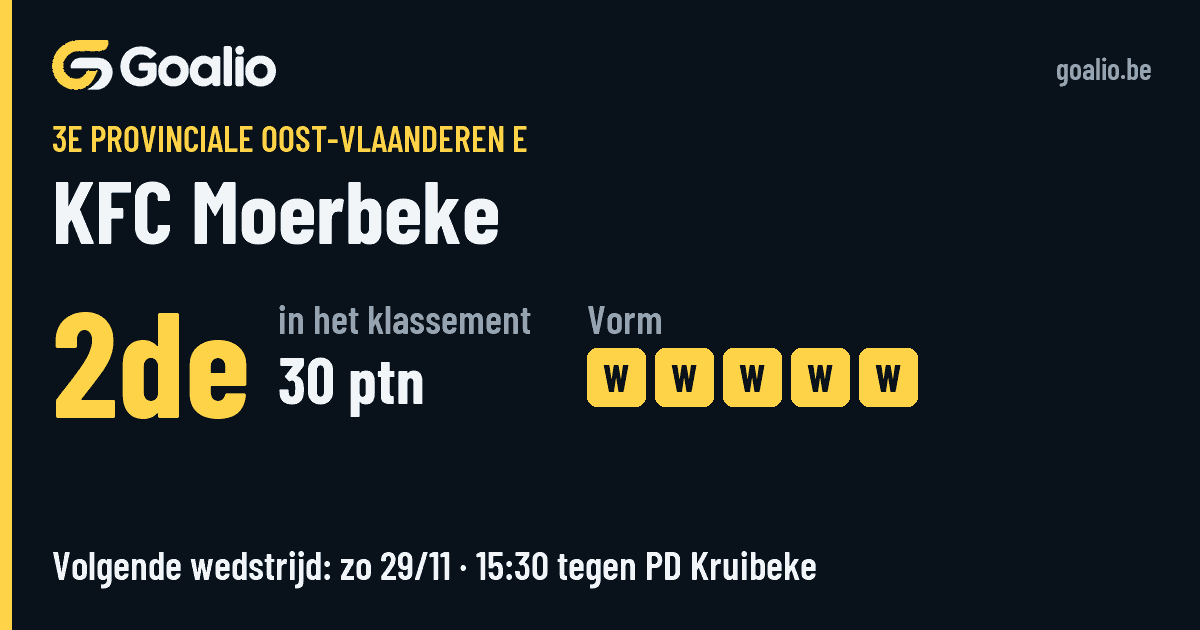 Goalio
goalio.be
3E PROVINCIALE OOST-VLAANDEREN E
KFC Moerbeke
2de
in het klassement
30 ptn
Vorm
W W W W W
Volgende wedstrijd: zo 29/11 · 15:30 tegen PD Kruibeke